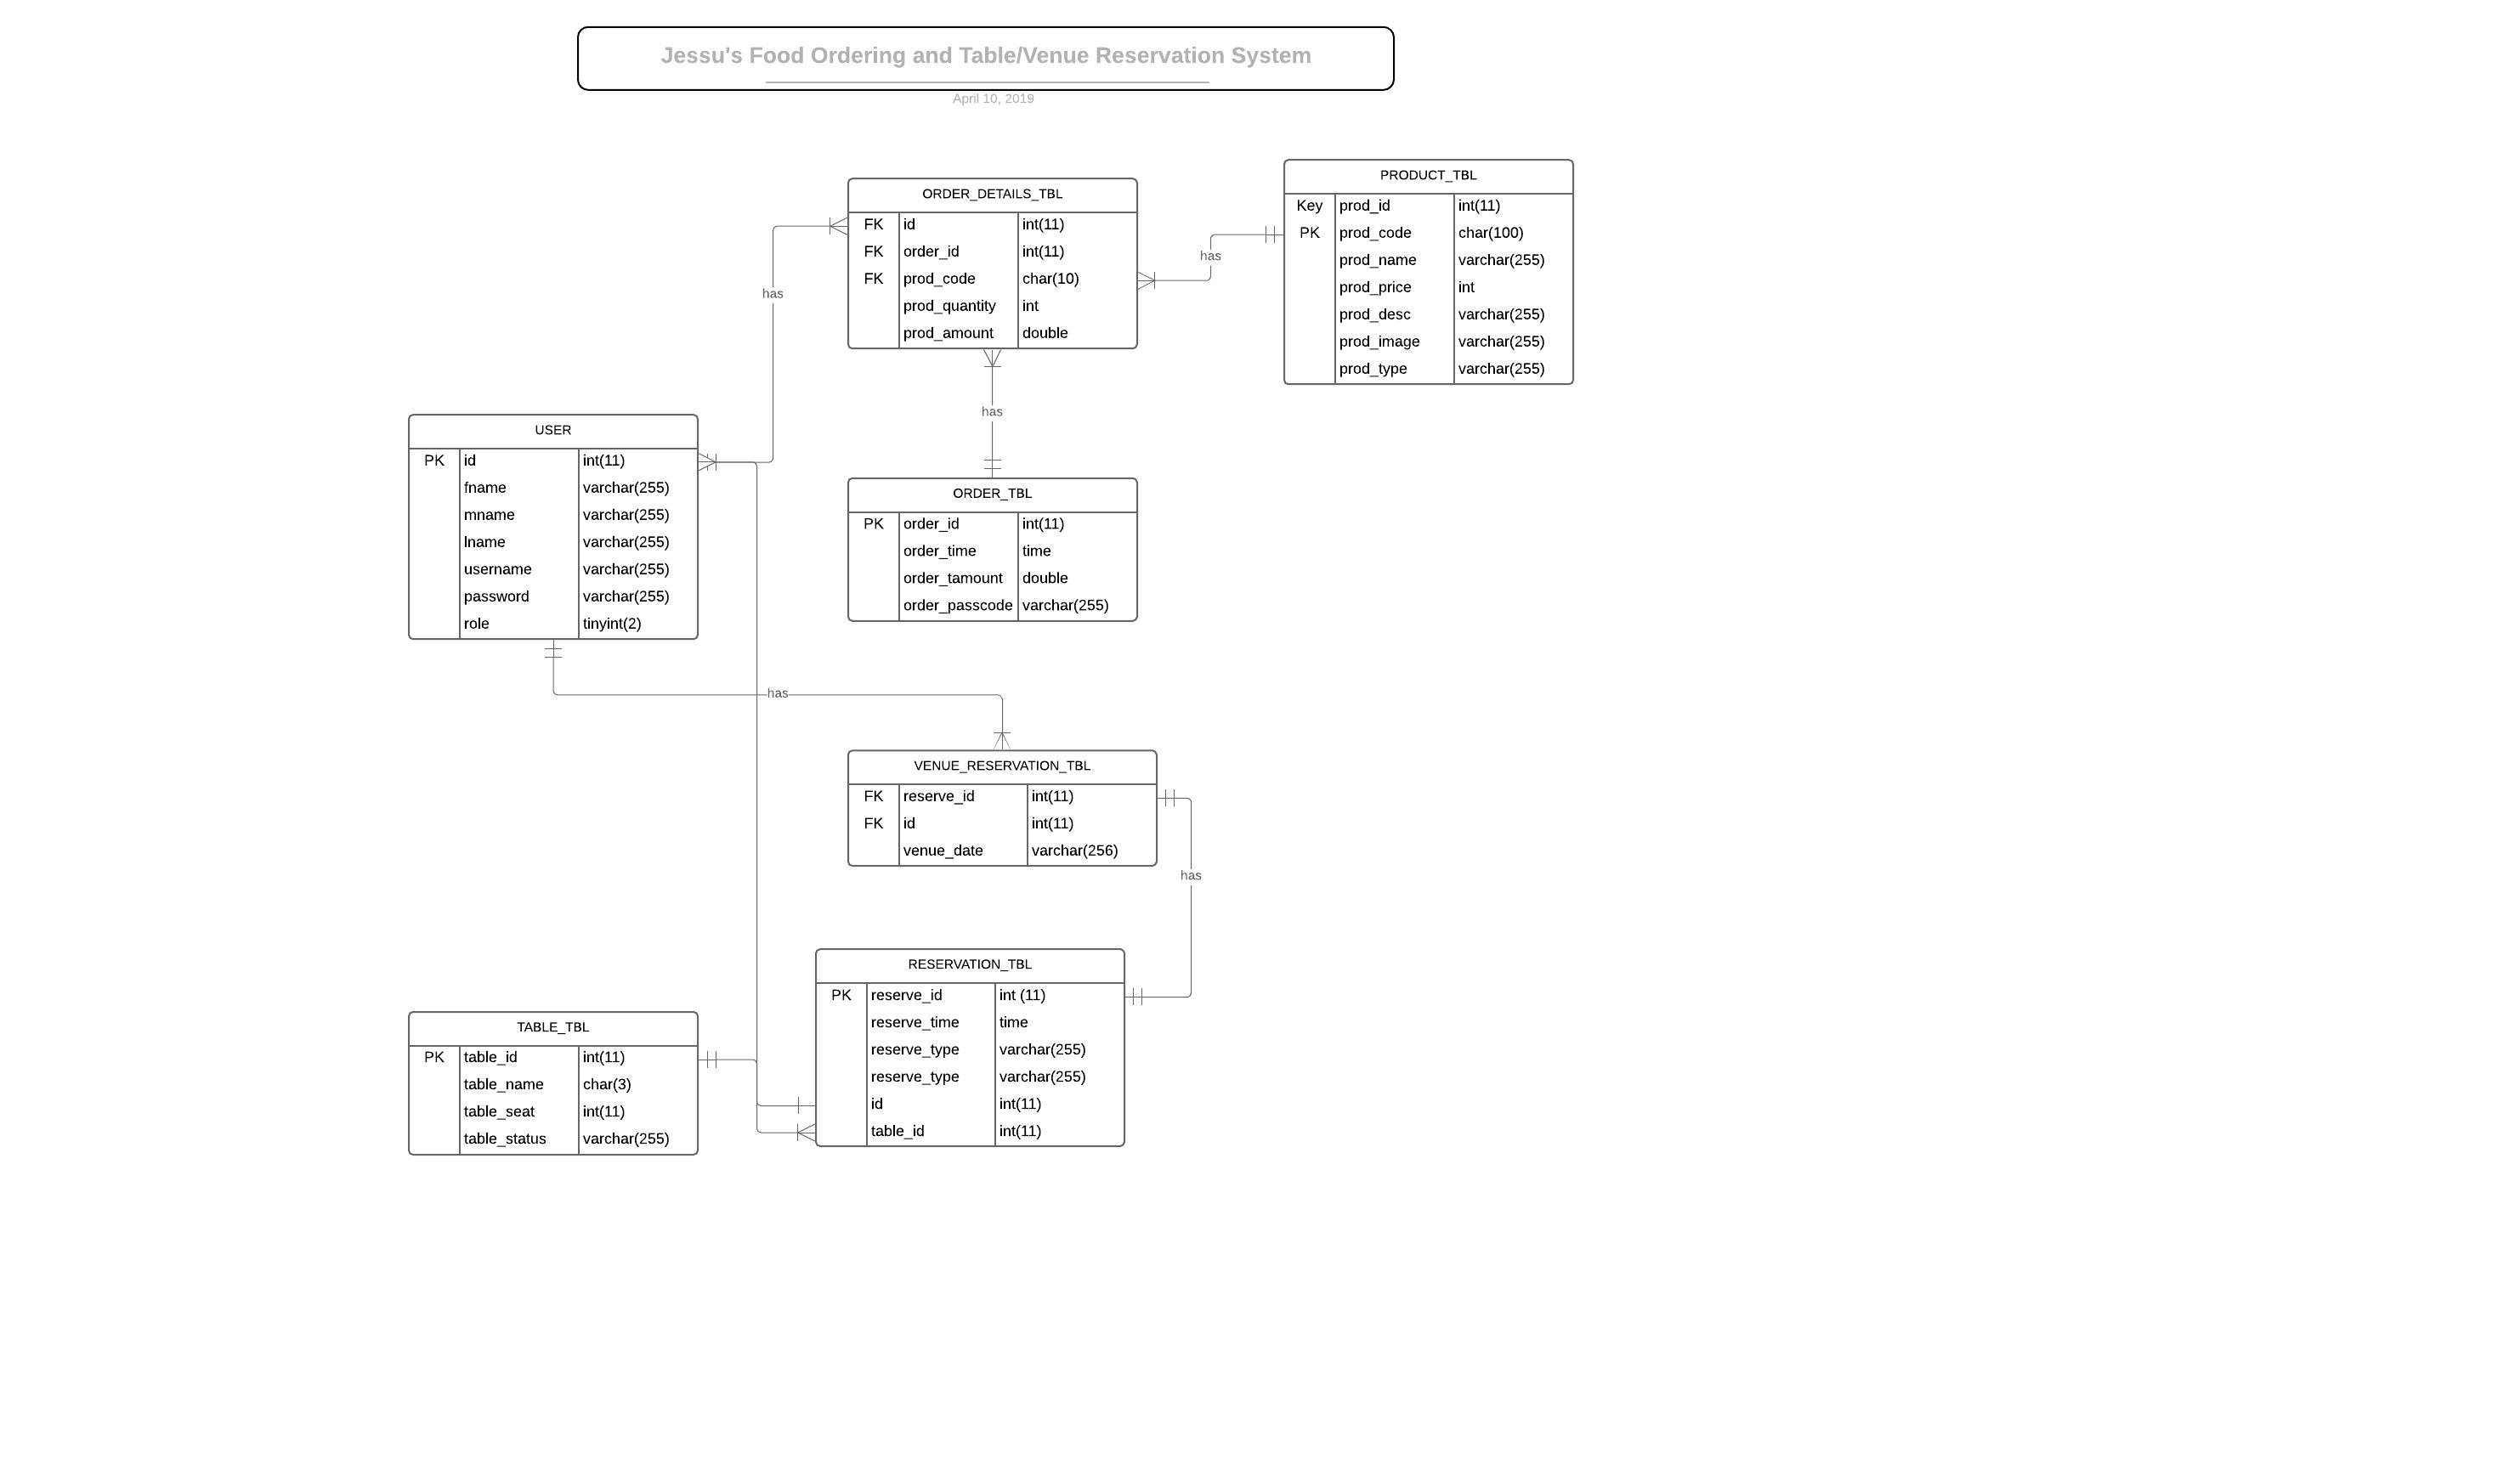 Jessu's Food Ordering and Table/Venue Reservation System
April 10, 2019
ORDER_DETAILS_TBL
FK id int(11)
FK order_id int(11)
FK prod_code char(10)
prod_quantity int
prod_amount double
has
PRODUCT_TBL
Key prod_id int(11)
PK prod_code char(100)
prod_name varchar(255)
prod_price int
prod_desc varchar(255)
prod_image varchar(255)
prod_type varchar(255)
has
has
USER
PK id int(11)
fname varchar(255)
mname varchar(255)
lname varchar(255)
username varchar(255)
password varchar(255)
role tinyint(2)
ORDER_TBL
PK order_id int(11)
order_time time
order_tamount double
order_passcode varchar(255)
has
VENUE_RESERVATION_TBL
FK reserve_id int(11)
FK id int(11)
venue_date varchar(256)
has
RESERVATION_TBL
PK reserve_id int (11)
reserve_time time
reserve_type varchar(255)
reserve_type varchar(255)
id int(11)
table_id int(11)
TABLE_TBL
PK table_id int(11)
table_name char(3)
table_seat int(11)
table_status varchar(255)